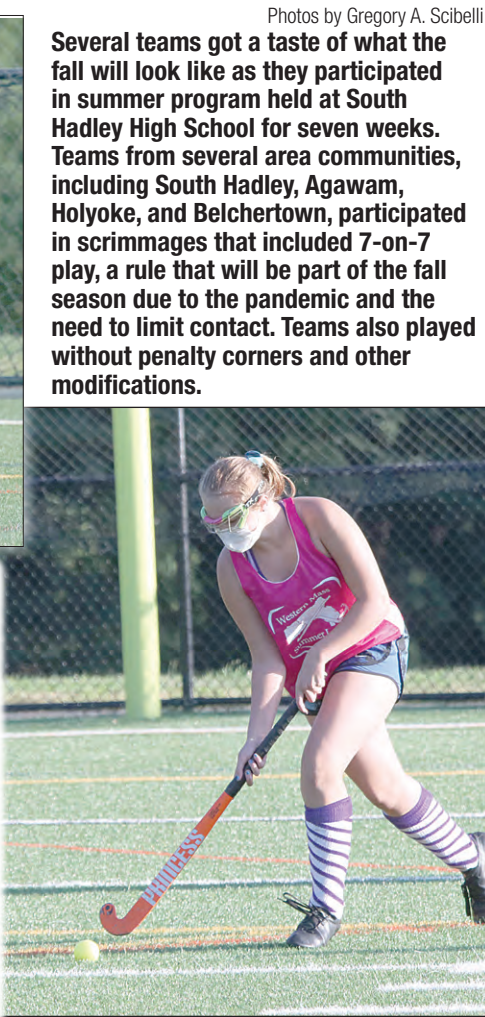 Photos by Gregory A. Scibelli
Several teams got a taste of what the
fall will look like as they participated
in summer program held at South
Hadley High School for seven weeks.
Teams from several area communities,
including South Hadley, Agawam,
Holyoke, and Belchertown, participated
in scrimmages that included 7-on-7
play, a rule that will be part of the fall
season due to the pandemic and the
need to limit contact. Teams also played
without penalty corners and other
modifications.
Western Mass
PRINCESS